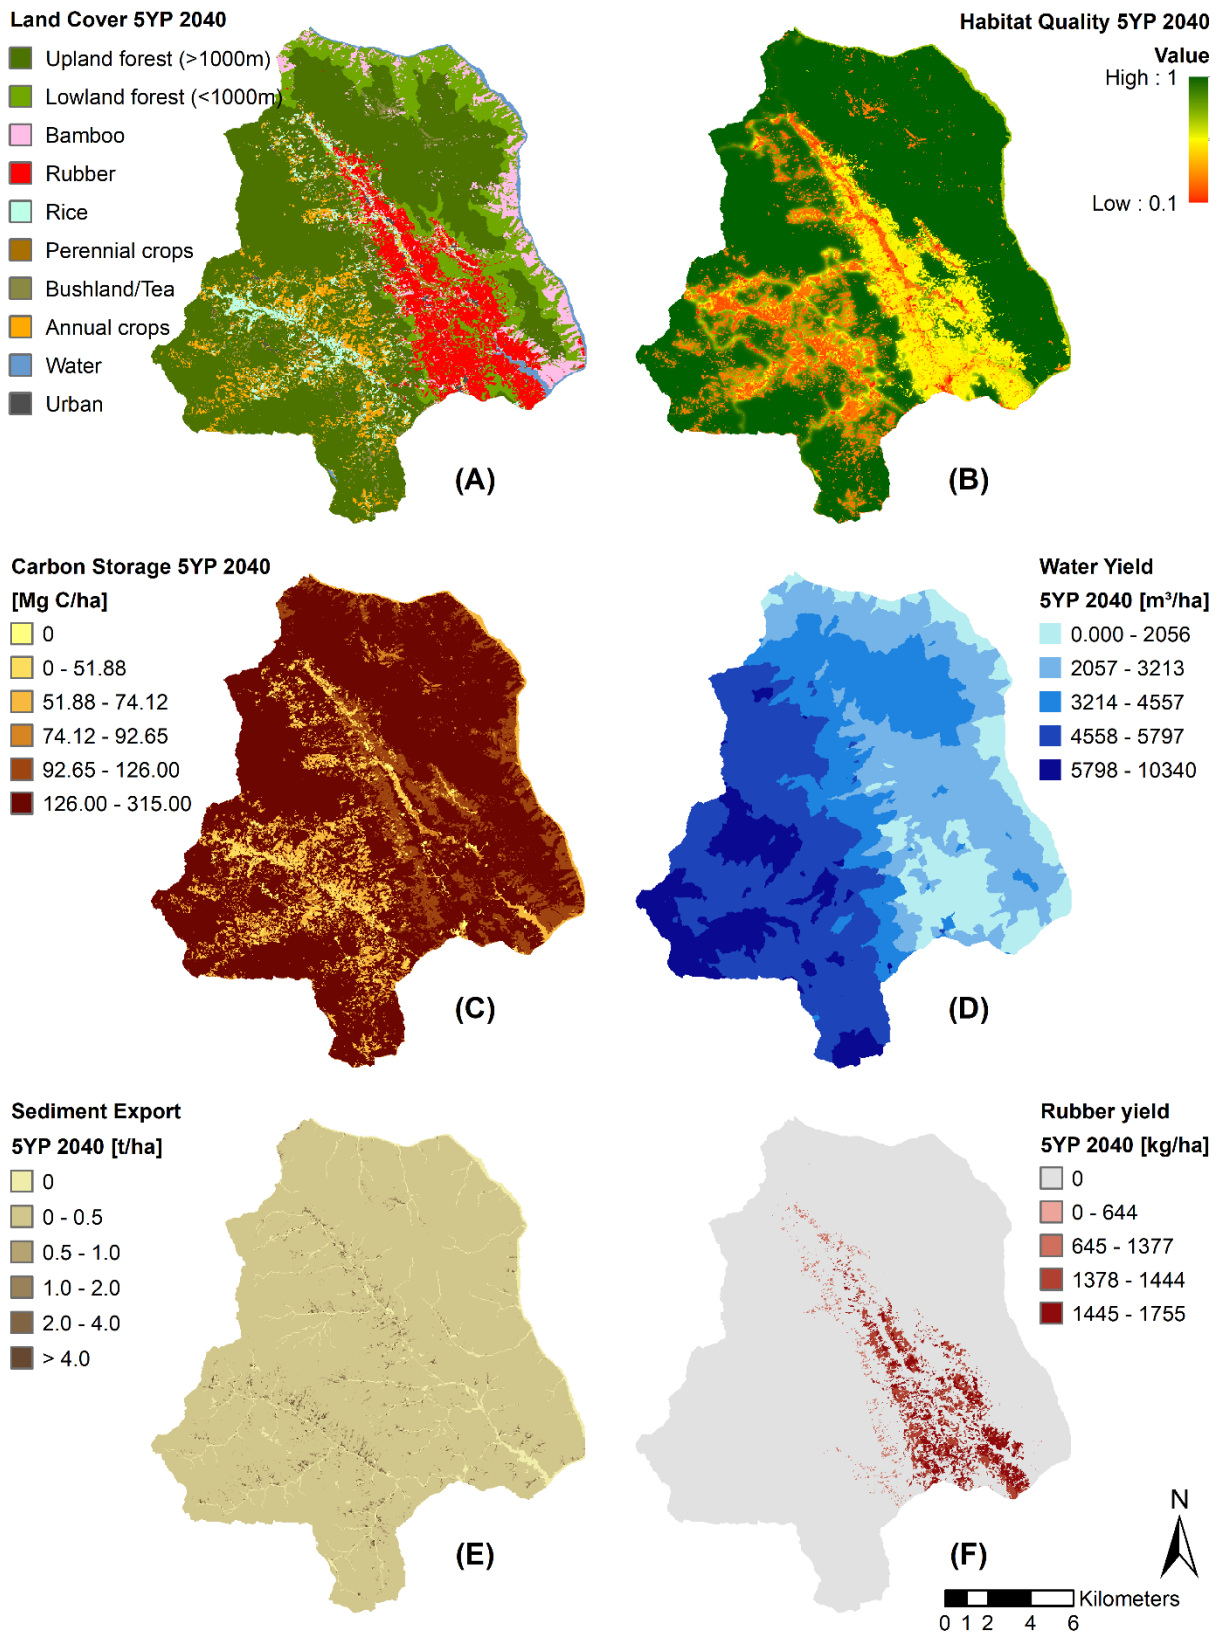 Land Cover 5YP 2040
Upland forest (>1000m)
Lowland forest (<1000m)
Bamboo
Rubber
Rice
Perennial crops
Bushland/Tea
Annual crops
Water
Urban
(A)
Habitat Quality 5YP 2040
Value
High : 1
Low : 0.1
(B)
Carbon Storage 5YP 2040
[Mg C/ha]
0
0 - 51.88
51.88 - 74.12
74.12 - 92.65
92.65 - 126.00
126.00 - 315.00
(C)
Water Yield
5YP 2040 [m³/ha]
0.000 - 2056
2057 - 3213
3214 - 4557
4558 - 5797
5798 - 10340
(D)
Sediment Export
5YP 2040 [t/ha]
0
0 - 0.5
0.5 - 1.0
1.0 - 2.0
2.0 - 4.0
> 4.0
(E)
Rubber yield
5YP 2040 [kg/ha]
0
0 - 644
645 - 1377
1378 - 1444
1445 - 1755
(F)
N
Kilometers
0 1 2 4 6